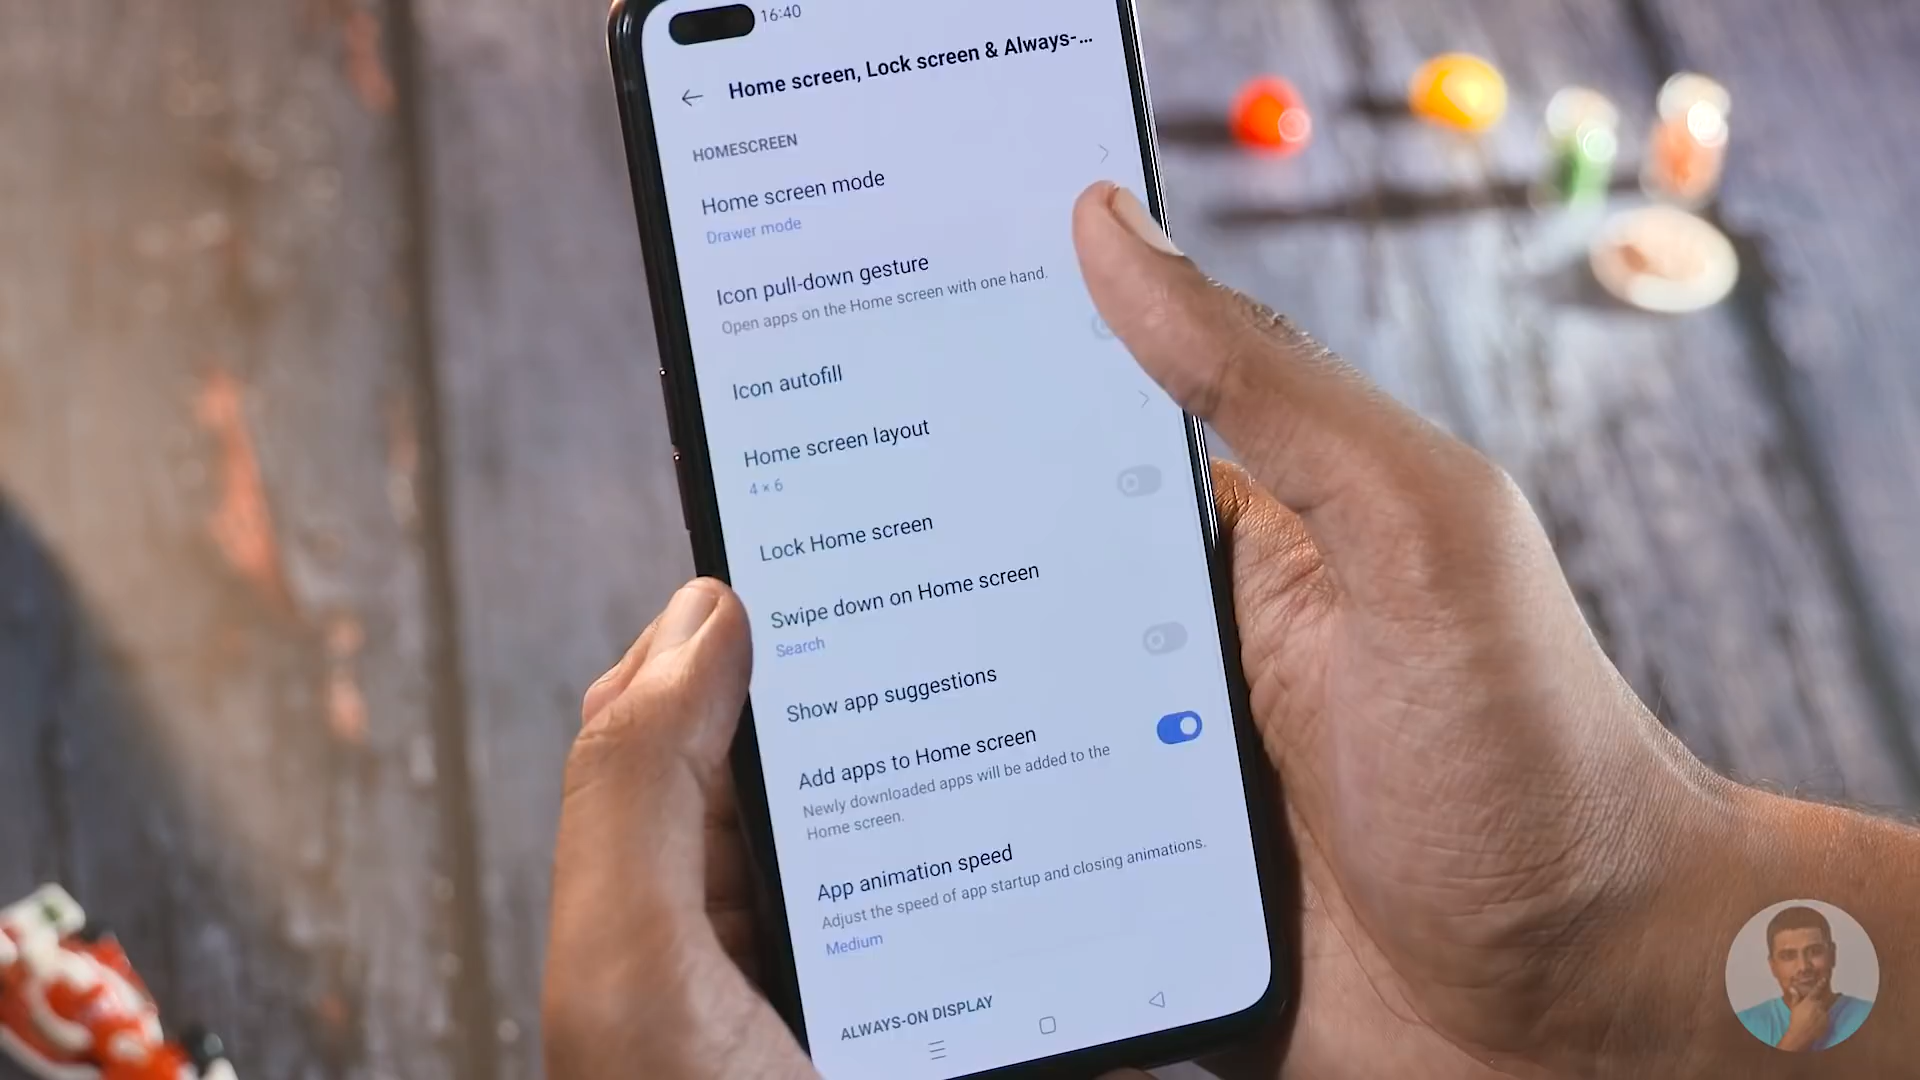 16:40
Home screen, Lock screen & Always-...
HOMESCREEN
Home screen mode
Drawer mode
Icon pull-down gesture
Open apps on the Home screen with one hand.
Icon autofill
Home screen layout
4 × 6
Lock Home screen
Swipe down on Home screen
Search
Show app suggestions
Add apps to Home screen
Newly downloaded apps will be added to the
Home screen.
App animation speed
Adjust the speed of app startup and closing animations.
Medium
ALWAYS-ON DISPLAY